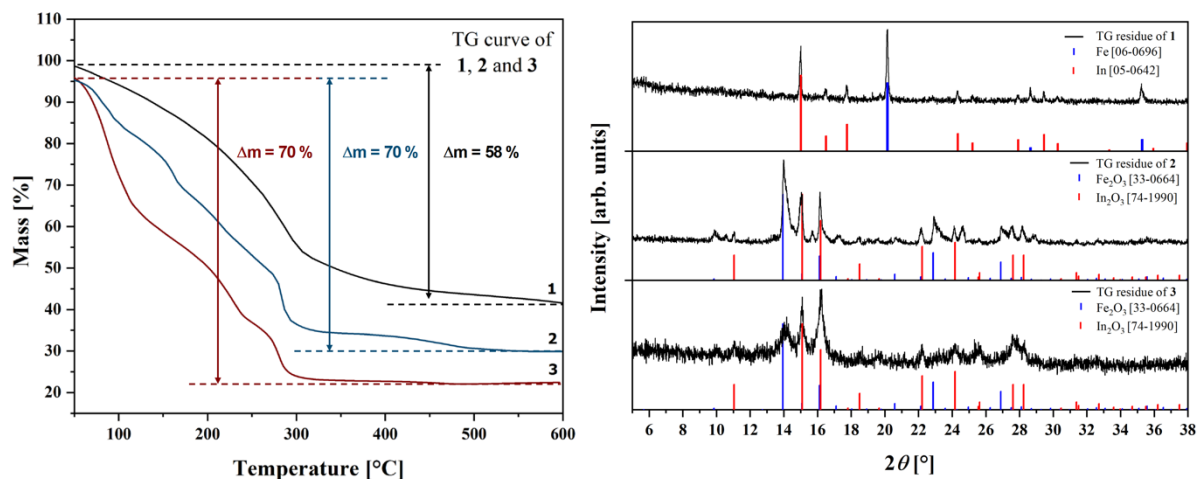 110
100
90
80
70
60
50
40
30
20
Mass [%]
TG curve of
1, 2 and 3
Δm = 70 %
Δm = 70 %
Δm = 58 %
1
2
3
100
200
300
400
500
600
Temperature [°C]
Intensity [arb. units]
TG residue of 1
Fe [06-0696]
In [05-0642]
TG residue of 2
Fe₂O₃ [33-0664]
In₂O₃ [74-1990]
TG residue of 3
Fe₂O₃ [33-0664]
In₂O₃ [74-1990]
6
8
10
12
14
16
18
20
22
24
26
28
30
32
34
36
38
2θ [°]